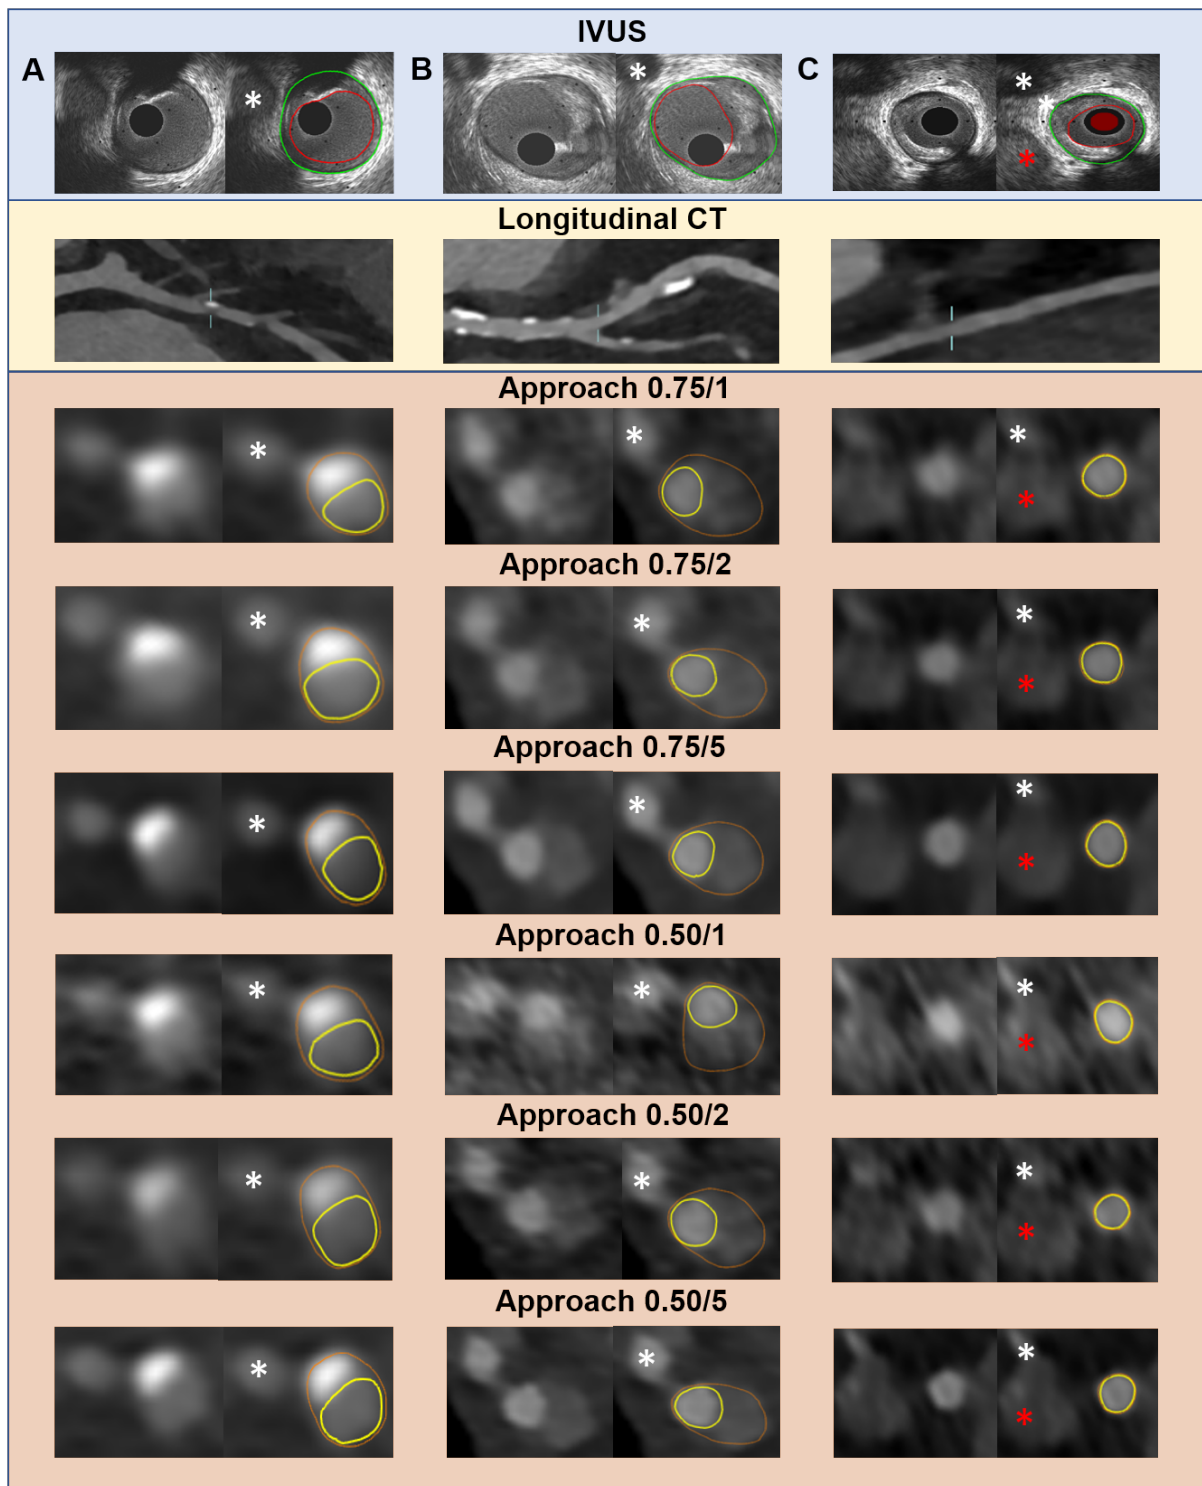 IVUS
A
B
C
*
*
*
*
*
Longitudinal CT
Approach 0.75/1
*
*
*
*
Approach 0.75/2
*
*
*
*
Approach 0.75/5
*
*
*
*
Approach 0.50/1
*
*
*
*
Approach 0.50/2
*
*
*
*
Approach 0.50/5
*
*
*
*